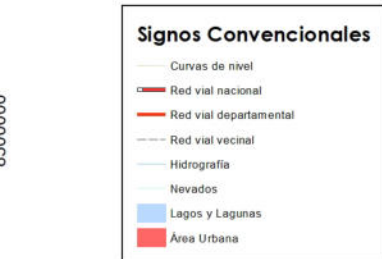 Signos Convencionales
Curvas de nivel
Red vial nacional
Red vial departamental
Red vial vecinal
Hidrografía
Nevados
Lagos y Lagunas
Área Urbana